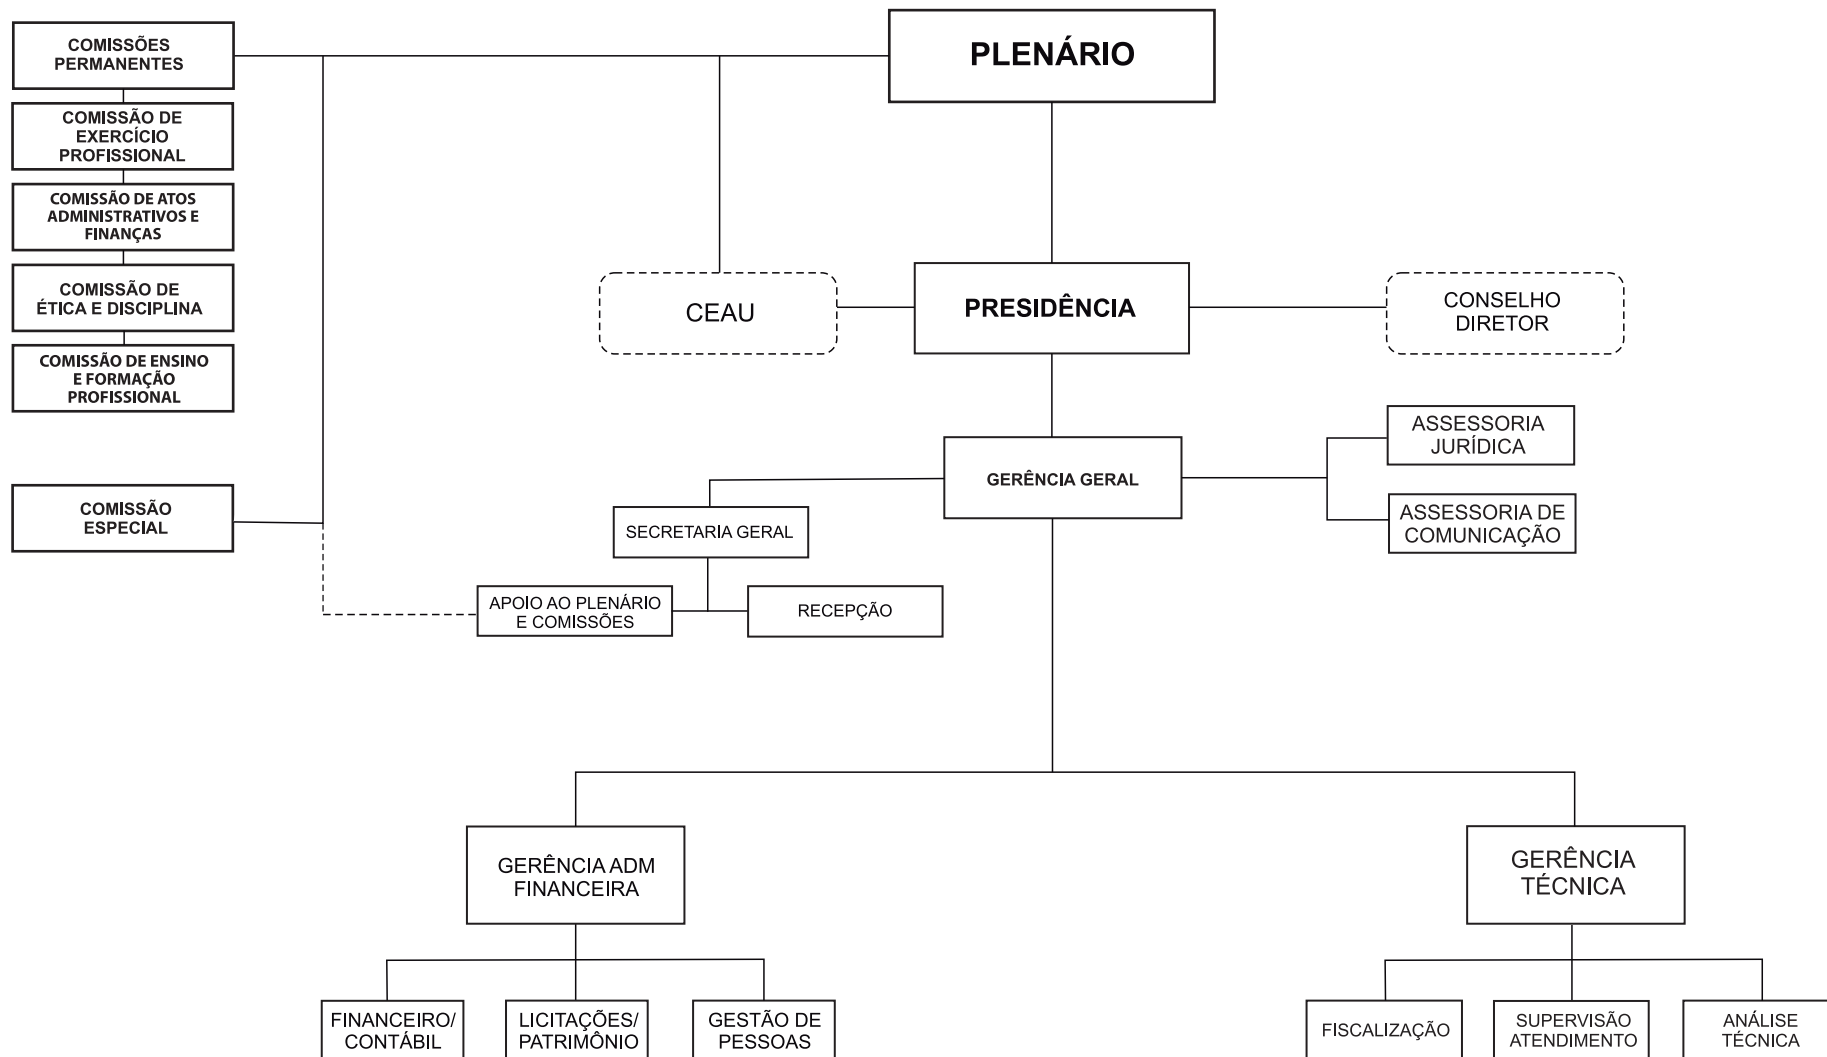 COMISSÕES
PERMANENTES
COMISSÃO DE
EXERCÍCIO
PROFISSIONAL
COMISSÃO DE ATOS
ADMINISTRATIVOS E
FINANÇAS
COMISSÃO DE
ÉTICA E DISCIPLINA
COMISSÃO DE ENSINO
E FORMAÇÃO
PROFISSIONAL
COMISSÃO
ESPECIAL
PLENÁRIO
CEAU
PRESIDÊNCIA
CONSELHO
DIRETOR
GERÊNCIA GERAL
ASSESSORIA
JURÍDICA
ASSESSORIA DE
COMUNICAÇÃO
SECRETARIA GERAL
APOIO AO PLENÁRIO
E COMISSÕES
RECEPÇÃO
GERÊNCIA ADM
FINANCEIRA
GERÊNCIA
TÉCNICA
FINANCEIRO/
CONTÁBIL
LICITAÇÕES/
PATRIMÔNIO
GESTÃO DE
PESSOAS
FISCALIZAÇÃO
SUPERVISÃO
ATENDIMENTO
ANÁLISE
TÉCNICA